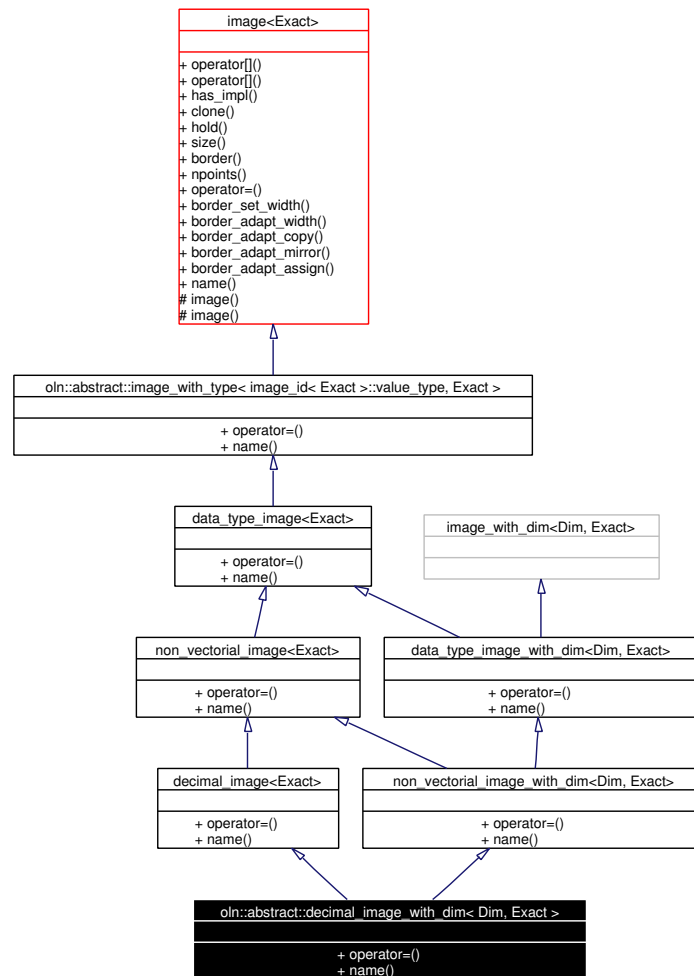 image<Exact>
+ operator[]()
+ operator[]()
+ has_impl()
+ clone()
+ hold()
+ size()
+ border()
+ npoints()
+ operator=()
+ border_set_width()
+ border_adapt_width()
+ border_adapt_copy()
+ border_adapt_mirror()
+ border_adapt_assign()
+ name()
# image()
# image()
oln::abstract::image_with_type< image_id< Exact >::value_type, Exact >
+ operator=()
+ name()
data_type_image<Exact>
+ operator=()
+ name()
image_with_dim<Dim, Exact>
non_vectorial_image<Exact>
+ operator=()
+ name()
data_type_image_with_dim<Dim, Exact>
+ operator=()
+ name()
decimal_image<Exact>
+ operator=()
+ name()
non_vectorial_image_with_dim<Dim, Exact>
+ operator=()
+ name()
oln::abstract::decimal_image_with_dim< Dim, Exact >
+ operator=()
+ name()